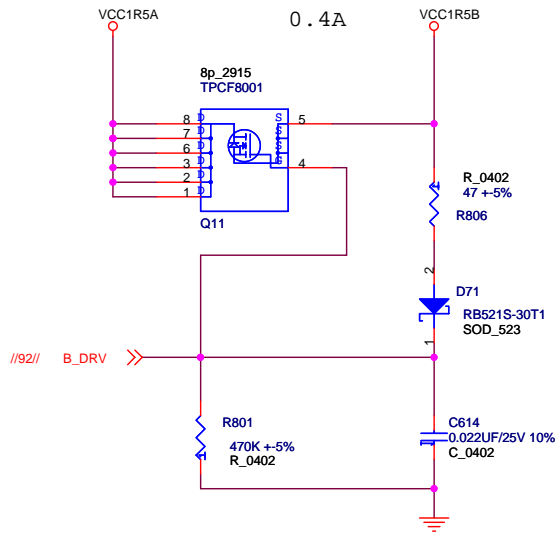 VCC1R5A
0.4A
VCC1R5B
8p_2915
TPCF8001
8 D S 5
7 D S
6 D S
3 D G 4
2 D
1 D
Q11
R_0402
47 +-5%
R806
2
D71
RB521S-30T1
SOD_523
1
//92// B_DRV
R801
470K +-5%
R_0402
C614
0.022UF/25V 10%
C_0402